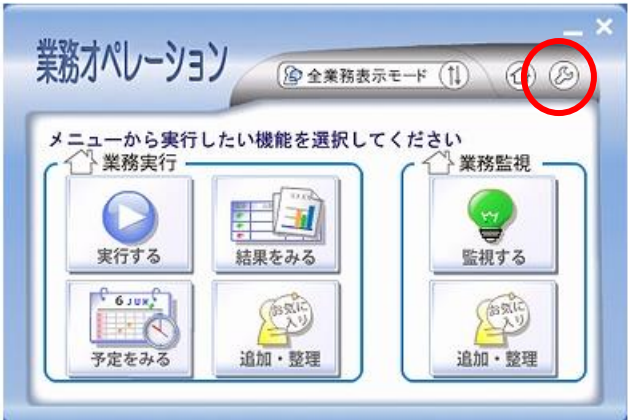 業務オペレーション
全業務表示モード
メニューから実行したい機能を選択してください
業務実行
業務監視
実行する
結果をみる
監視する
6 JUN
お気に入り
お気に入り
予定をみる
追加・整理
追加・整理